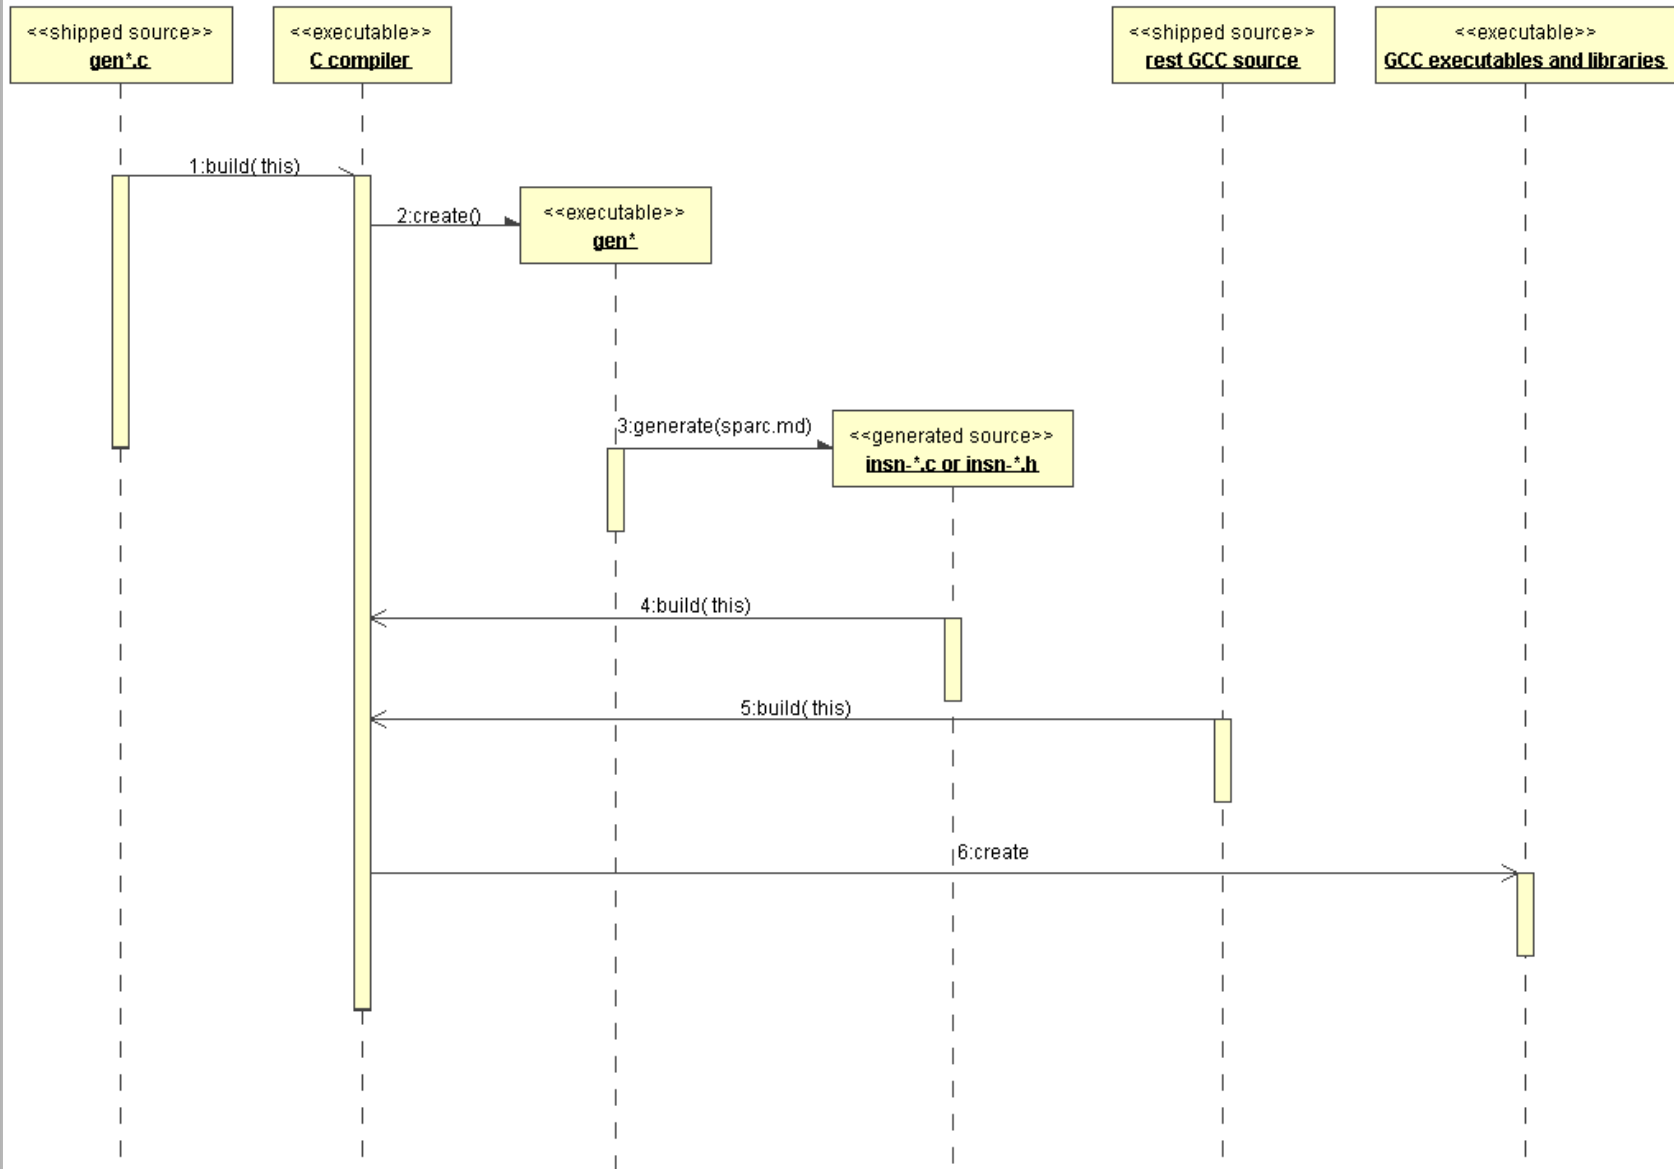 <<shipped source>>
gen*.c
<<executable>>
C compiler
<<shipped source>>
rest GCC source
<<executable>>
GCC executables and libraries
1:build( this)
2:create()
<<executable>>
gen*
3:generate(sparc.md)
<<generated source>>
insn-*.c or insn-*.h
4:build( this)
5:build( this)
6:create